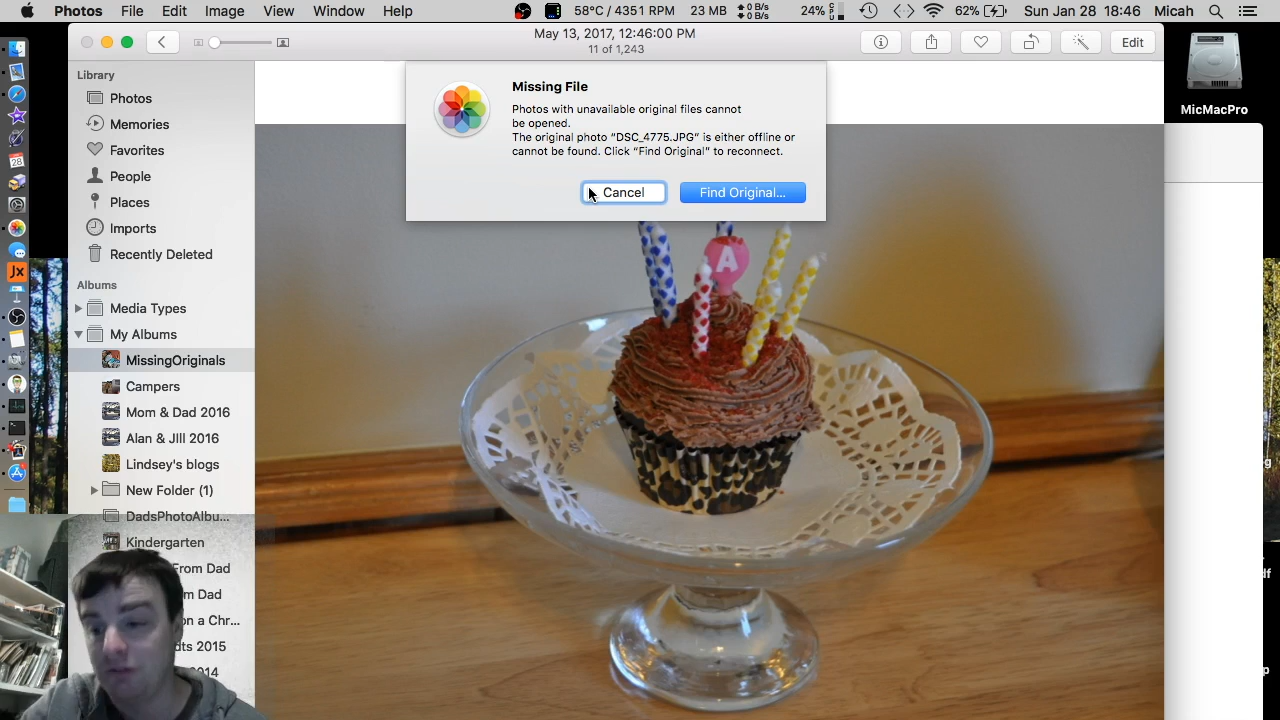 Photos File Edit Image View Window Help 58°C / 4351 RPM 23 MB 0 B/s 0 B/s 24% 62% Sun Jan 28 18:46 Micah
May 13, 2017, 12:46:00 PM
11 of 1,243
Edit
Library
Photos
Memories
Favorites
People
Places
Imports
Recently Deleted
Albums
Media Types
My Albums
MissingOriginals
Campers
Mom & Dad 2016
Alan & JIll 2016
Lindsey's blogs
New Folder (1)
DadsPhotoAlbu...
Kindergarten
From Dad
m Dad
on a Chr...
dts 2015
2014
Missing File
Photos with unavailable original files cannot
be opened.
The original photo “DSC_4775.JPG” is either offline or
cannot be found. Click “Find Original” to reconnect.
Cancel
Find Original...
A
MicMacPro
28
Jx
df